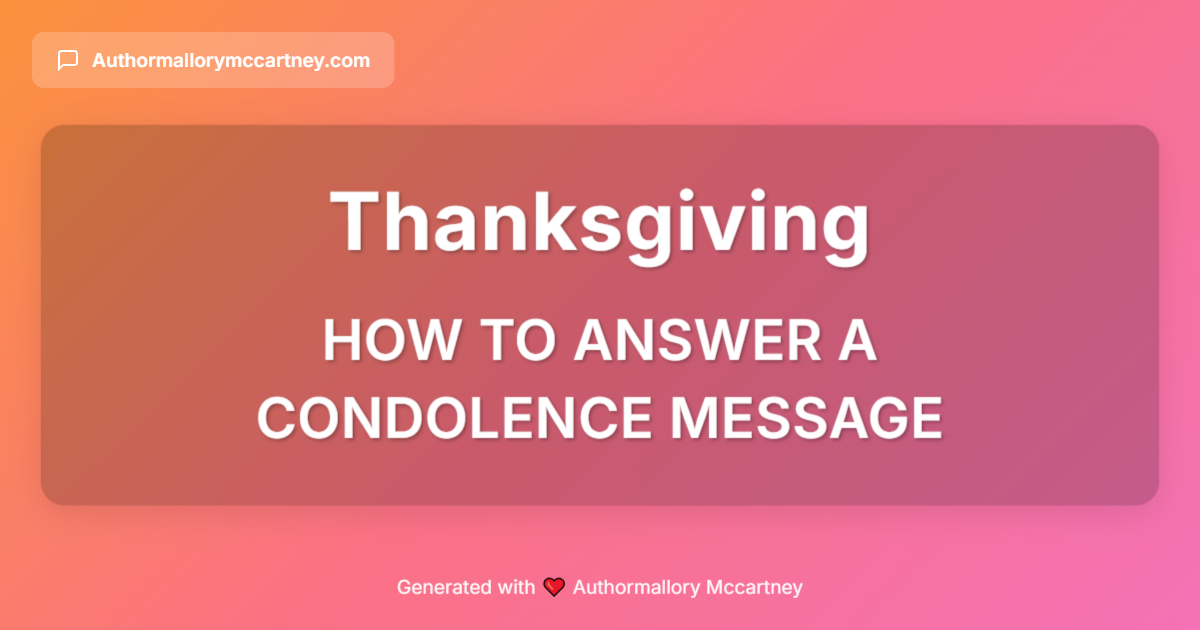 Authormallorymccartney.com
Thanksgiving
HOW TO ANSWER A
CONDOLENCE MESSAGE
Generated with ❤️ Authormallory Mccartney